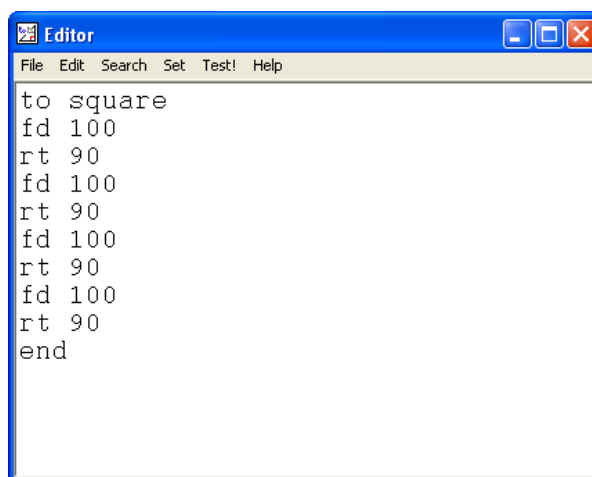 Editor
File Edit Search Set Test! Help
to square
fd 100
rt 90
fd 100
rt 90
fd 100
rt 90
fd 100
rt 90
end